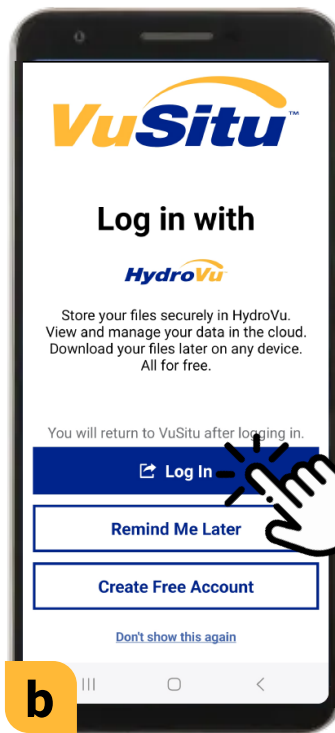 VuSitu™
Log in with
HydroVu
Store your files securely in HydroVu.
View and manage your data in the cloud.
Download your files later on any device.
All for free.
You will return to VuSitu after logging in.
Log In
Remind Me Later
Create Free Account
Don't show this again
b